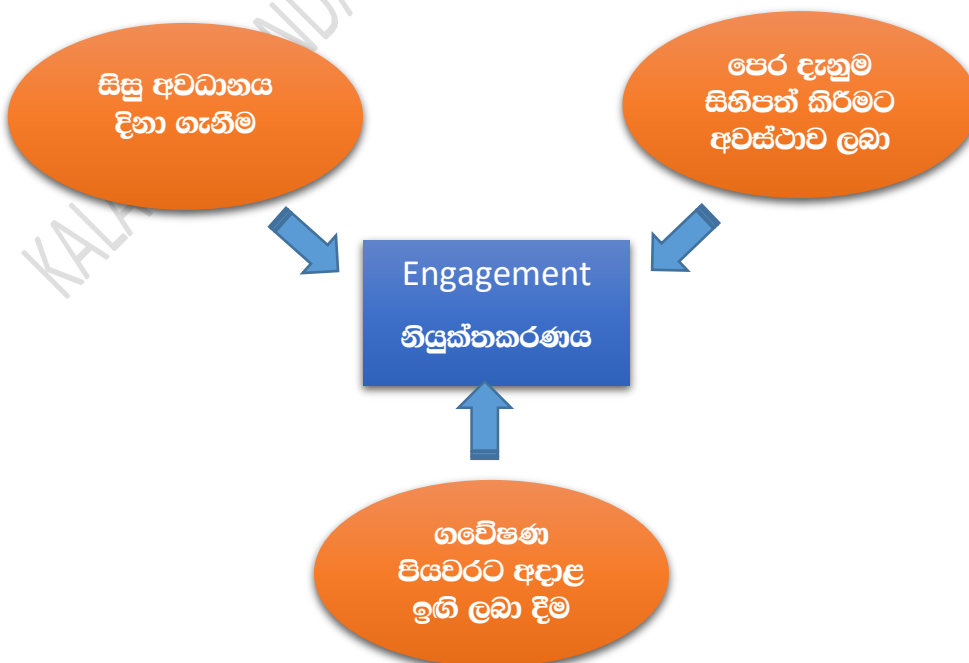 සිසු අවධානය
දිනා ගැනීම
පෙර දැනුම
සිහිපත් කිරීමට
අවස්ථාව ලබා
Engagement
නියුක්තකරණය
ගවේෂණ
පියවරට අදාළ
ඉඟි ලබා දීම